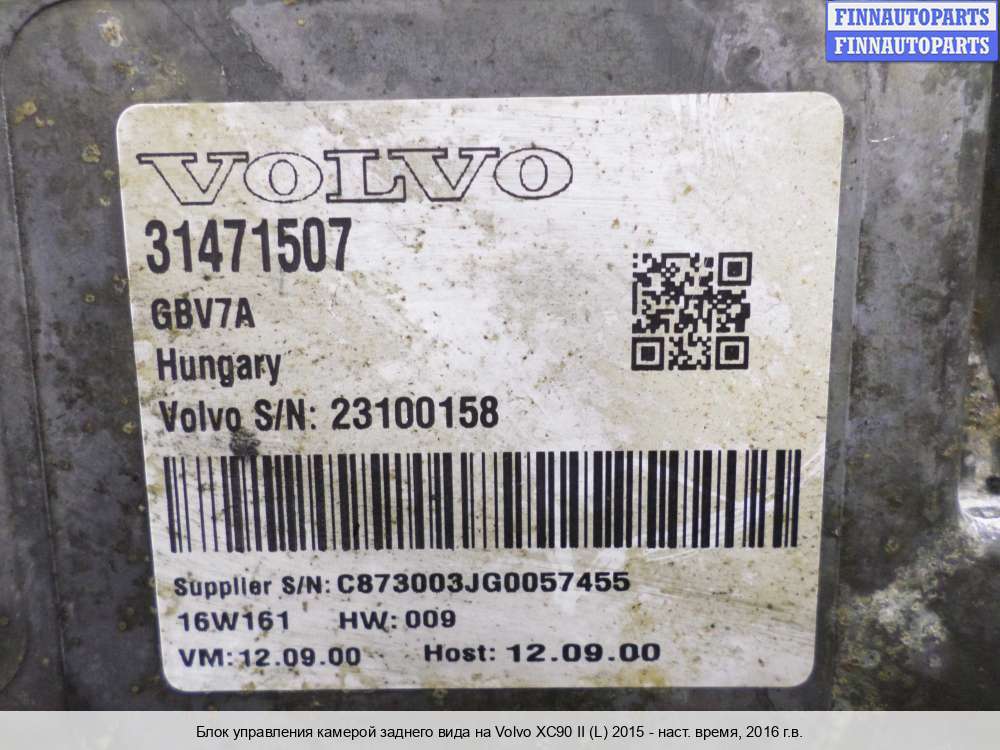 FINNAUTOPARTS
FINNAUTOPARTS
VOLVO
31471507
GBV7A
Hungary
Volvo S/N: 23100158
Supplier S/N: C873003JG0057455
16W161 HW: 009
VM: 12.09.00 Host: 12.09.00
Блок управления камерой заднего вида на Volvo XC90 II (L) 2015 - наст. время, 2016 г.в.